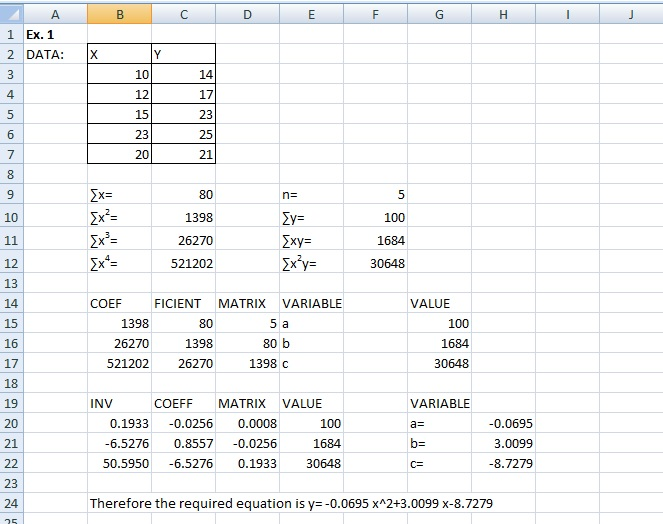 A B C D E F G H I J
1 Ex. 1
2 DATA: X Y
3 10 14
4 12 17
5 15 23
6 23 25
7 20 21
8
9 ∑x= 80 n= 5
10 ∑x²= 1398 ∑y= 100
11 ∑x³= 26270 ∑xy= 1684
12 ∑x⁴= 521202 ∑x²y= 30648
13
14 COEF FICIENT MATRIX VARIABLE VALUE
15 1398 80 5 a 100
16 26270 1398 80 b 1684
17 521202 26270 1398 c 30648
18
19 INV COEFF MATRIX VALUE VARIABLE
20 0.1933 -0.0256 0.0008 100 a= -0.0695
21 -6.5276 0.8557 -0.0256 1684 b= 3.0099
22 50.5950 -6.5276 0.1933 30648 c= -8.7279
23
24 Therefore the required equation is y=-0.0695 x^2+3.0099 x-8.7279
25